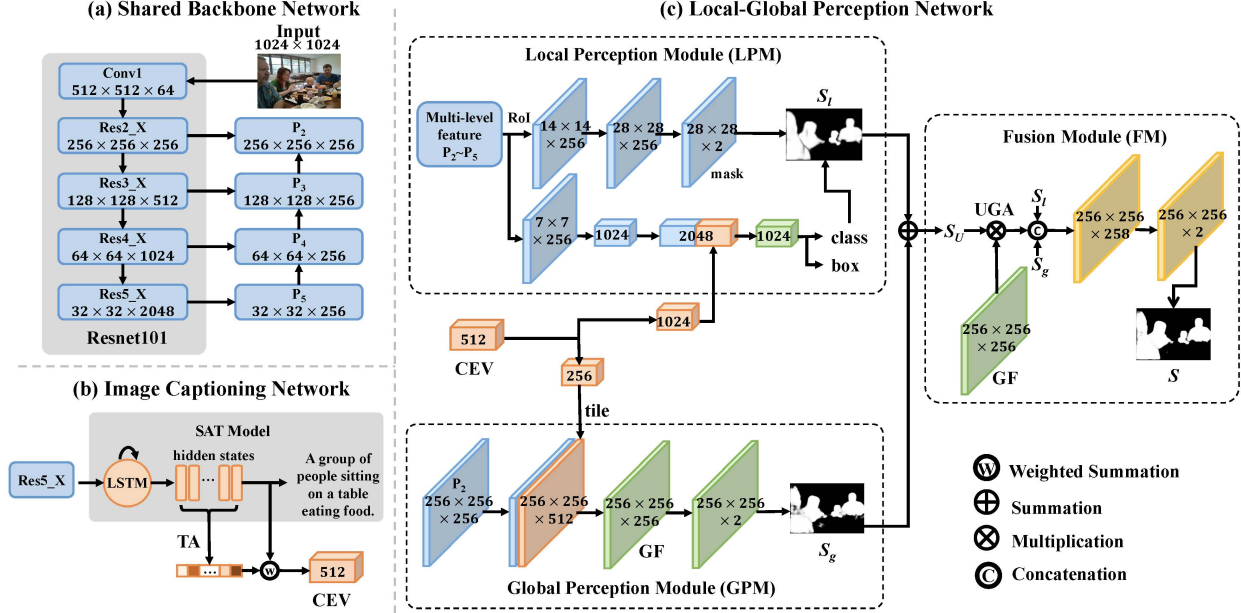 (a) Shared Backbone Network
Input
1024 × 1024
Conv1
512 × 512 × 64
Res2_X
256 × 256 × 256
P2
256 × 256 × 256
Res3_X
128 × 128 × 512
P3
128 × 128 × 256
Res4_X
64 × 64 × 1024
P4
64 × 64 × 256
Res5_X
32 × 32 × 2048
P5
32 × 32 × 256
Resnet101
(b) Image Captioning Network
SAT Model
Res5_X
LSTM
hidden states
...
A group of
people sitting
on a table
eating food.
TA
...
W
512
CEV
(c) Local-Global Perception Network
Local Perception Module (LPM)
Multi-level
feature
P2~P5
RoI
14 × 14
× 256
28 × 28
× 256
28 × 28
× 2
mask
Sl
7 × 7
× 256
1024
2048
1024
class
box
512
CEV
1024
256
tile
P2
256 × 256
× 256
256 × 256
× 512
256 × 256
× 256
GF
256 × 256
× 2
Sg
Global Perception Module (GPM)
Fusion Module (FM)
SU
UGA
Sl
C
Sg
256 × 256
× 258
256 × 256
× 2
256 × 256
× 256
GF
S
W Weighted Summation
Summation
Multiplication
C Concatenation